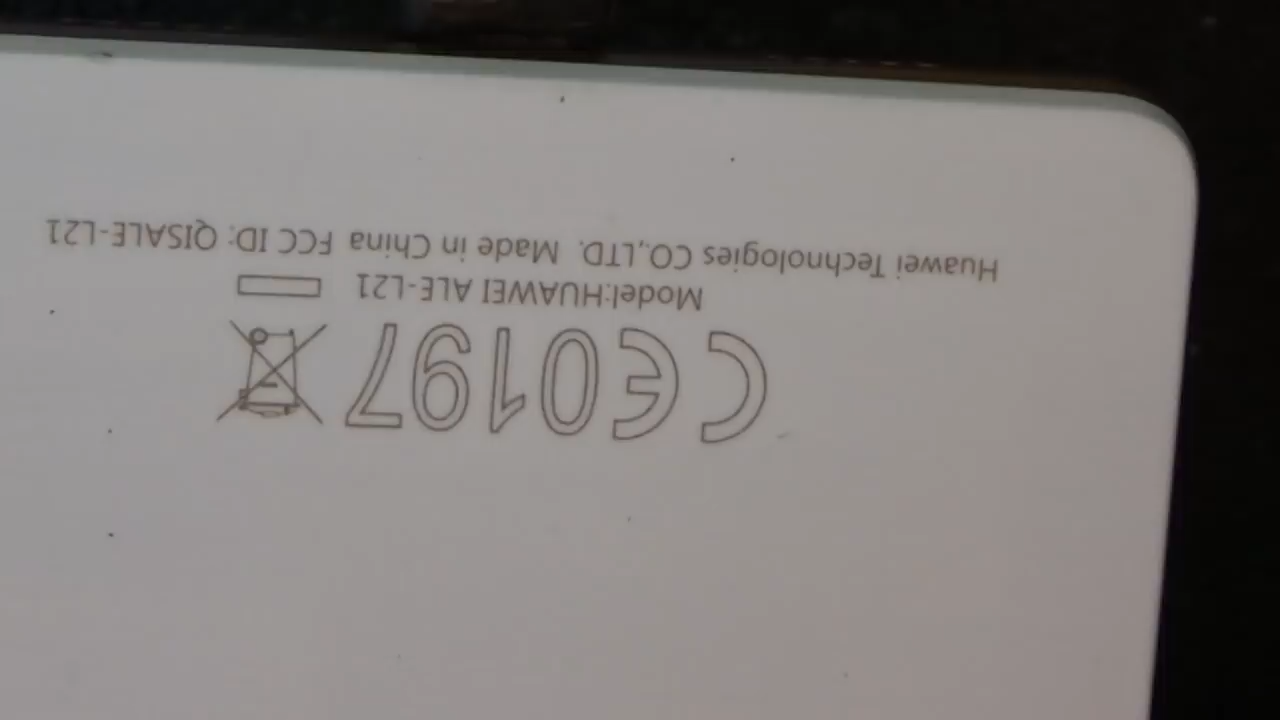 Huawei Technologies CO.,LTD. Made in China FCC ID: QISALE-L21
Model:HUAWEI ALE-L21
CE0197